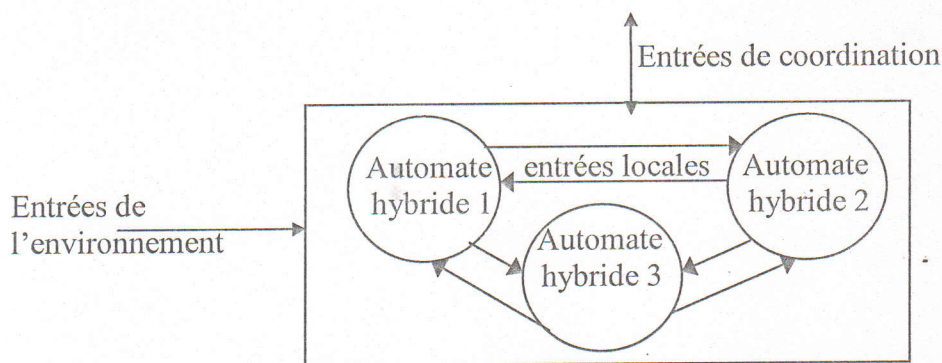 Entrées de coordination
Automate
hybride 1
entrées locales
Automate
hybride 2
Entrées de
l’environnement
Automate
hybride 3